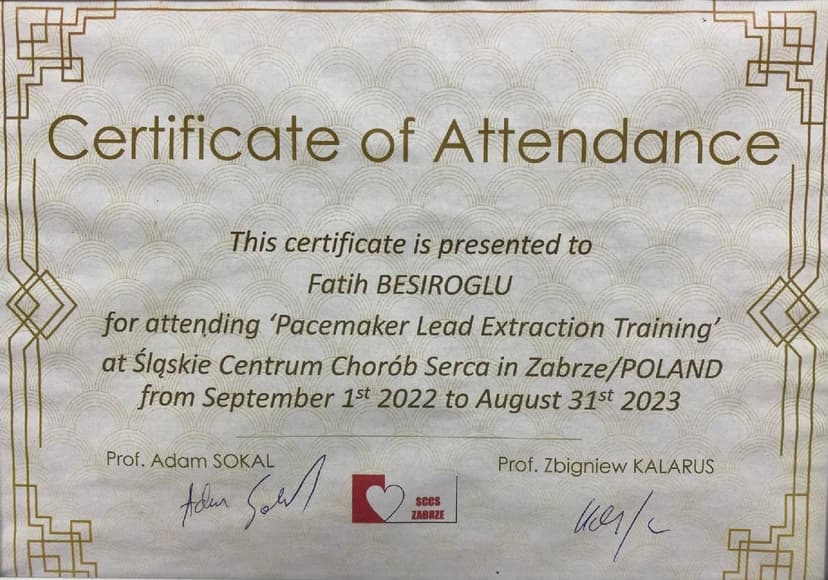 Certificate of Attendance
This certificate is presented to
Fatih BESIROGLU
for attending ‘Pacemaker Lead Extraction Training’
at Śląskie Centrum Chorób Serca in Zabrze/POLAND
from September 1st 2022 to August 31st 2023
Prof. Adam SOKAL
Prof. Zbigniew KALARUS
Adam Sokal
SCCS
ZABRZE